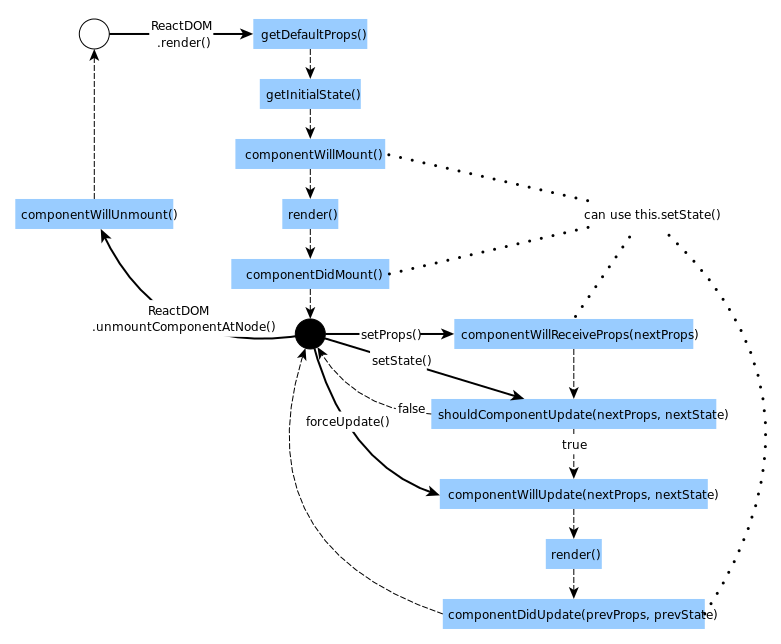 ReactDOM
.render()
getDefaultProps()
getInitialState()
componentWillMount()
componentWillUnmount()
render()
can use this.setState()
componentDidMount()
ReactDOM
.unmountComponentAtNode()
setProps()
componentWillReceiveProps(nextProps)
setState()
false
shouldComponentUpdate(nextProps, nextState)
forceUpdate()
true
componentWillUpdate(nextProps, nextState)
render()
componentDidUpdate(prevProps, prevState)